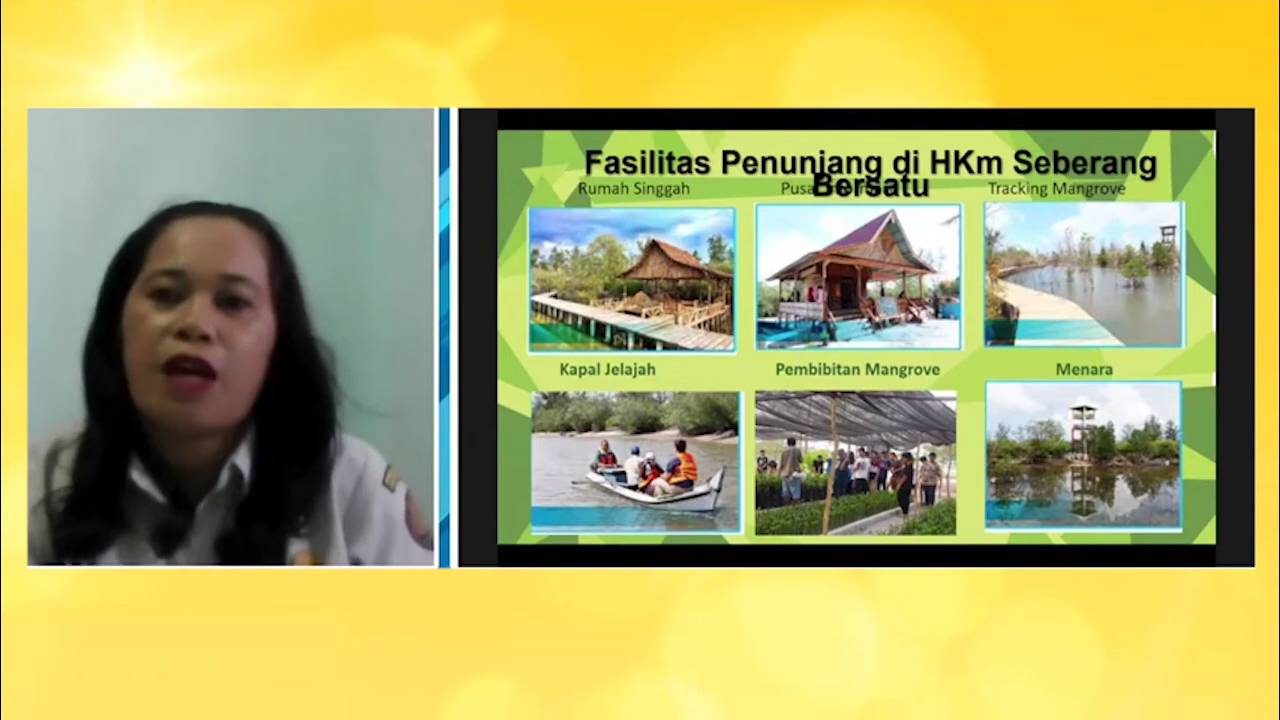 Fasilitas Penunjang di HKm Seberang
Bersatu
Rumah Singgah
Tracking Mangrove
Kapal Jelajah
Pembibitan Mangrove
Menara